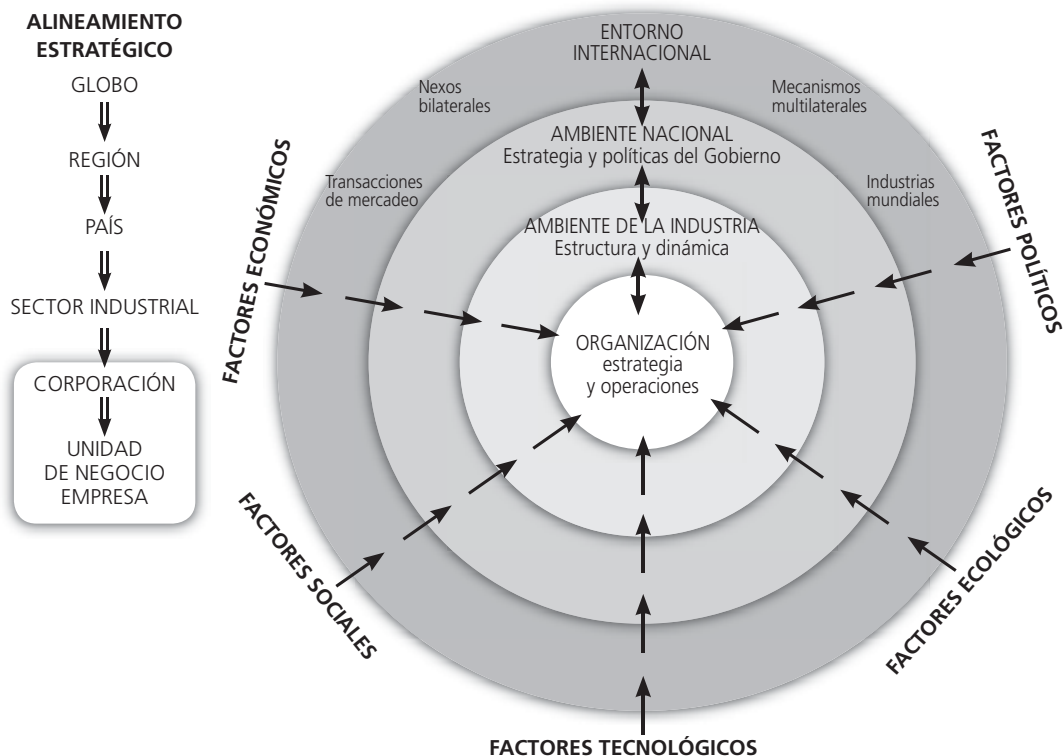 ALINEAMIENTO
ESTRATÉGICO
GLOBO
REGIÓN
PAÍS
SECTOR INDUSTRIAL
CORPORACIÓN
UNIDAD
DE NEGOCIO
EMPRESA
ENTORNO
INTERNACIONAL
Nexos
bilaterales
Mecanismos
multilaterales
AMBIENTE NACIONAL
Estrategia y políticas del Gobierno
Transacciones
de mercadeo
Industrias
mundiales
AMBIENTE DE LA INDUSTRIA
Estructura y dinámica
ORGANIZACIÓN
estrategia
y operaciones
FACTORES ECONÓMICOS
FACTORES POLÍTICOS
FACTORES SOCIALES
FACTORES ECOLÓGICOS
FACTORES TECNOLÓGICOS